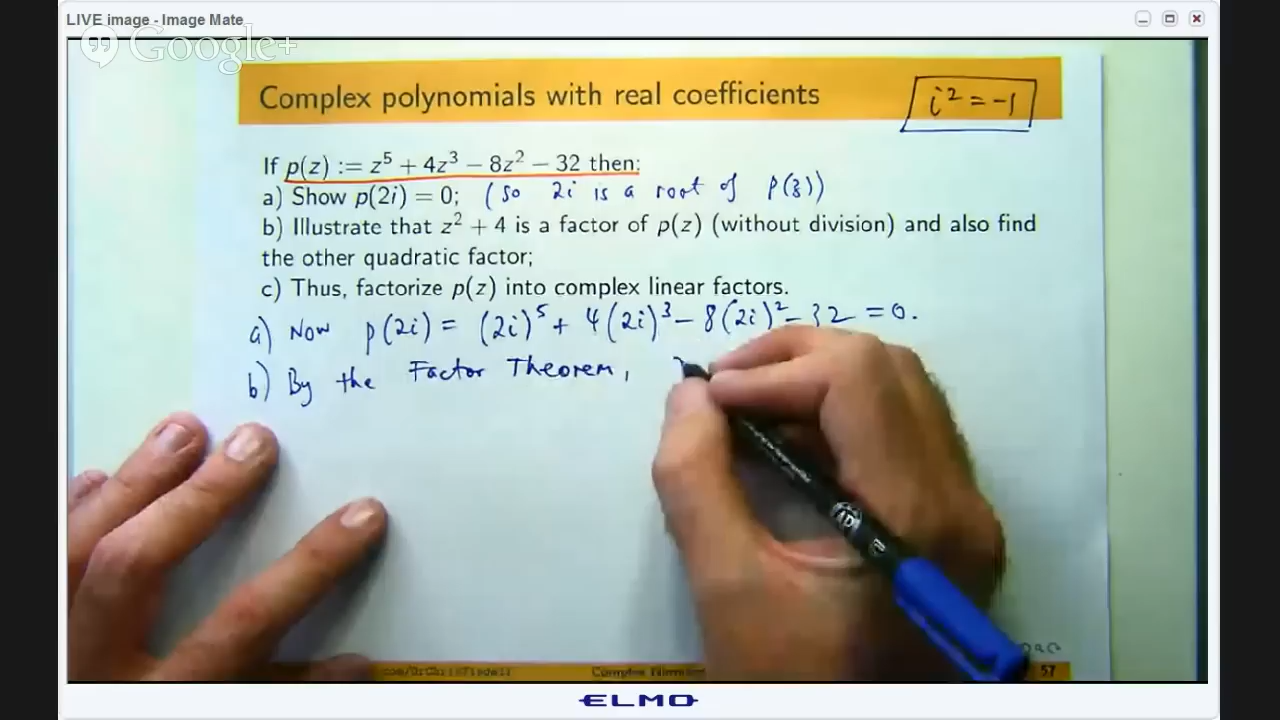 LIVE image - Image Mate
Google+
Complex polynomials with real coefficients
i² = -1
If p(z) := z⁵ + 4z³ − 8z² − 32 then:
a) Show p(2i) = 0; (so 2i is a root of p(z))
b) Illustrate that z² + 4 is a factor of p(z) (without division) and also find
the other quadratic factor;
c) Thus, factorize p(z) into complex linear factors.
a) Now p(2i) = (2i)⁵ + 4(2i)³ − 8(2i)² − 32 = 0.
b) By the Factor Theorem,
57
ELMO